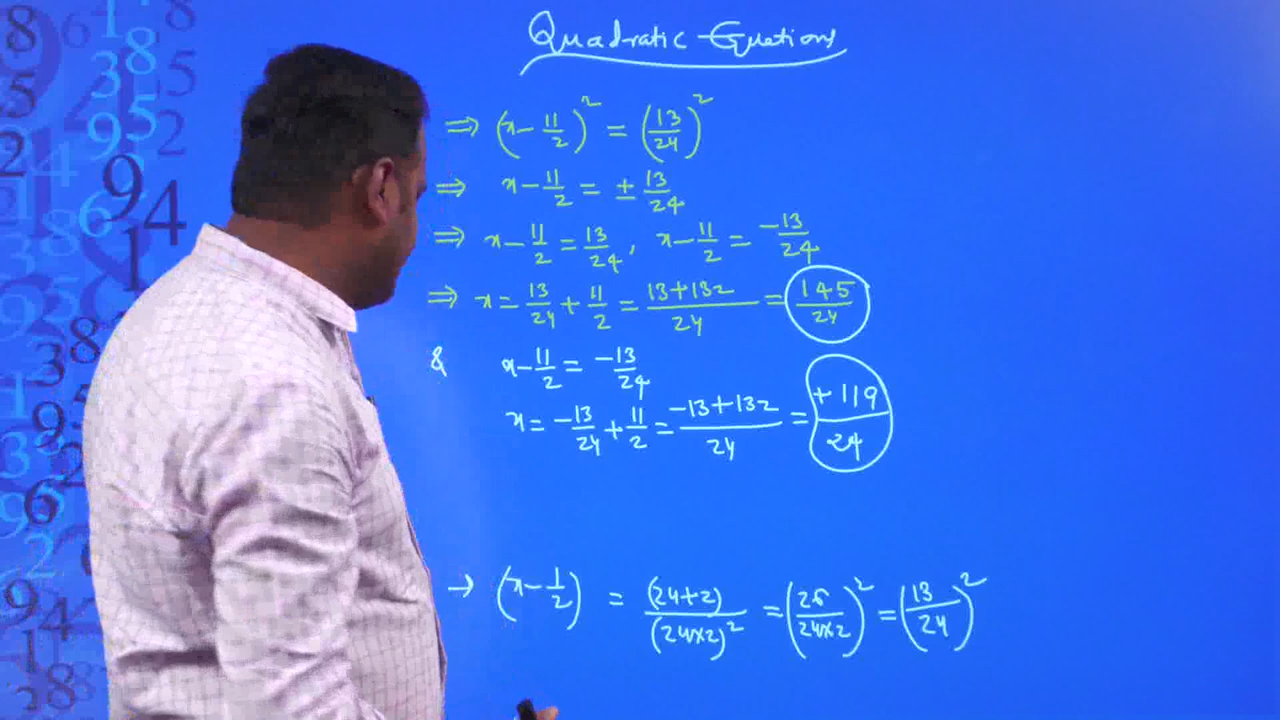 Quadratic Equetions
⇒ (x - 11/2)² = (13/24)²
⇒ x - 11/2 = ± 13/24
⇒ x - 11/2 = 13/24, x - 11/2 = -13/24
⇒ x = 13/24 + 11/2 = 13+132/24 = 145/24
& x - 11/2 = -13/24
x = -13/24 + 11/2 = -13+132/24 = +119/24
→ (x - 1/2) = (24+2)/(24×2)² = (26/24×2)² = (13/24)²